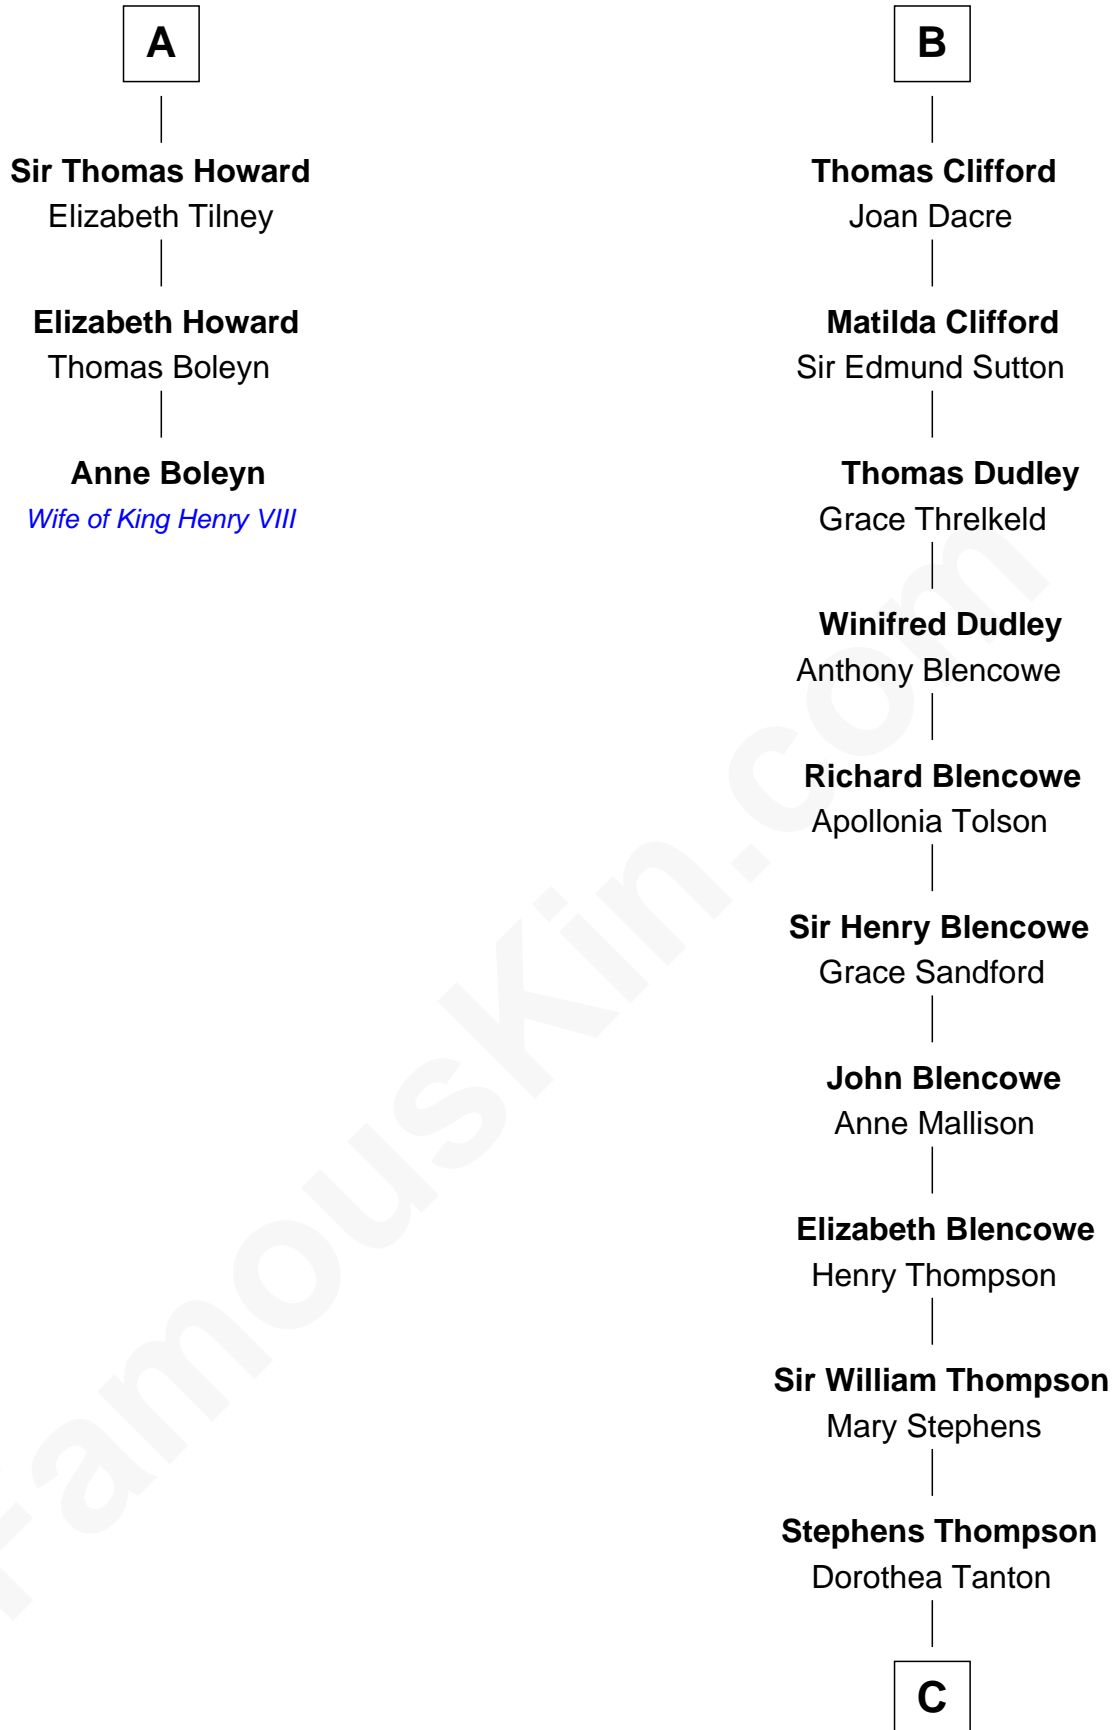 A
Sir Thomas Howard
Elizabeth Tilney
Elizabeth Howard
Thomas Boleyn
Anne Boleyn
Wife of King Henry VIII
B
Thomas Clifford
Joan Dacre
Matilda Clifford
Sir Edmund Sutton
Thomas Dudley
Grace Threlkeld
Winifred Dudley
Anthony Blencowe
Richard Blencowe
Apollonia Tolson
Sir Henry Blencowe
Grace Sandford
John Blencowe
Anne Mallison
Elizabeth Blencowe
Henry Thompson
Sir William Thompson
Mary Stephens
Stephens Thompson
Dorothea Tanton
C
FamousKin.com